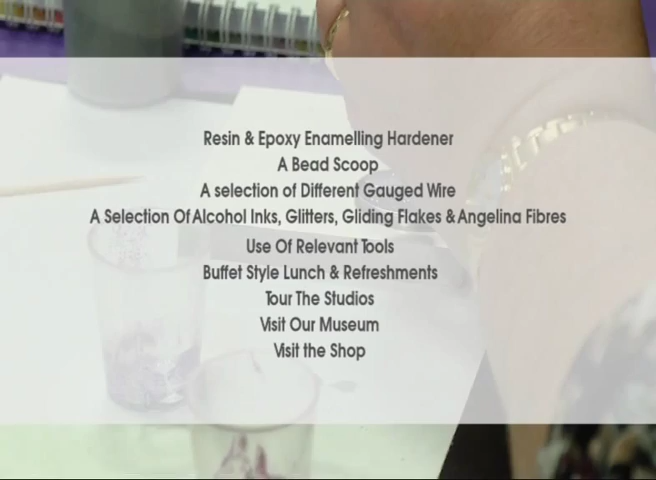 Resin & Epoxy Enamelling Hardener
A Bead Scoop
A selection of Different Gauged Wire
A Selection Of Alcohol Inks, Glitters, Gliding Flakes & Angelina Fibres
Use Of Relevant Tools
Buffet Style Lunch & Refreshments
Tour The Studios
Visit Our Museum
Visit the Shop